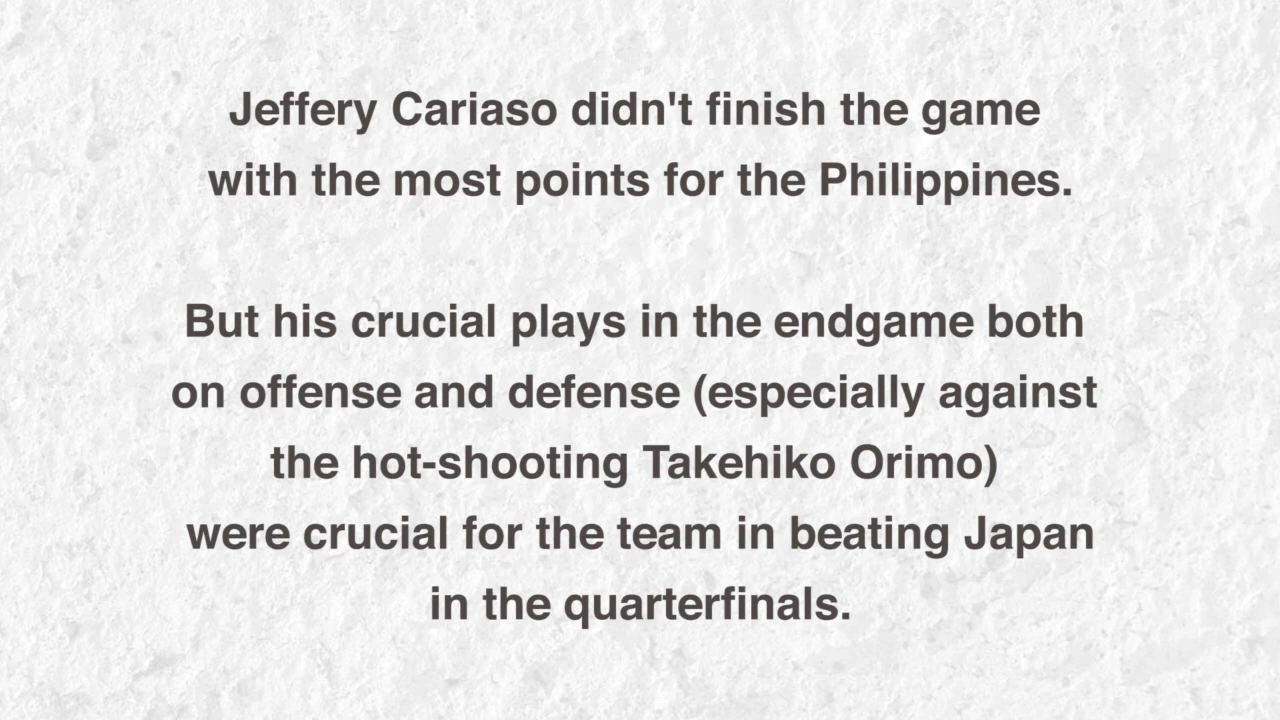 Jeffery Cariaso didn't finish the game
with the most points for the Philippines.
But his crucial plays in the endgame both
on offense and defense (especially against
the hot-shooting Takehiko Orimo)
were crucial for the team in beating Japan
in the quarterfinals.